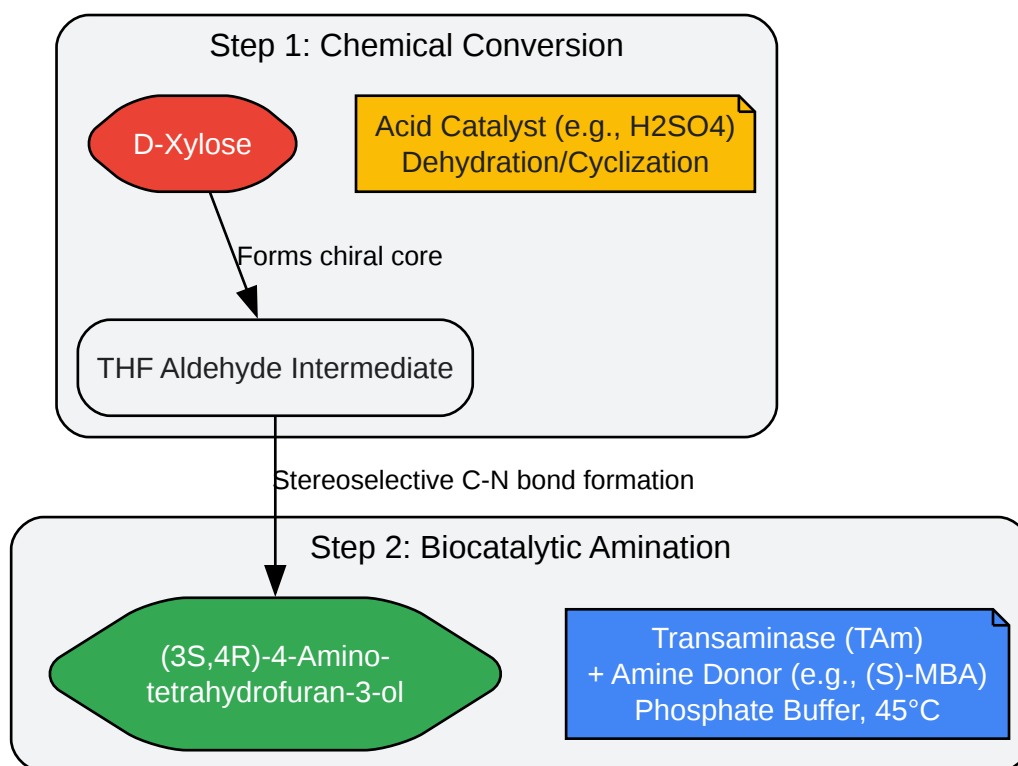 Step 1: Chemical Conversion
D-Xylose
Acid Catalyst (e.g., H2SO4)
Dehydration/Cyclization
Forms chiral core
THF Aldehyde Intermediate
Stereoselective C-N bond formation
Step 2: Biocatalytic Amination
(3S,4R)-4-Amino-
tetrahydrofuran-3-ol
Transaminase (TAm)
+ Amine Donor (e.g., (S)-MBA)
Phosphate Buffer, 45°C